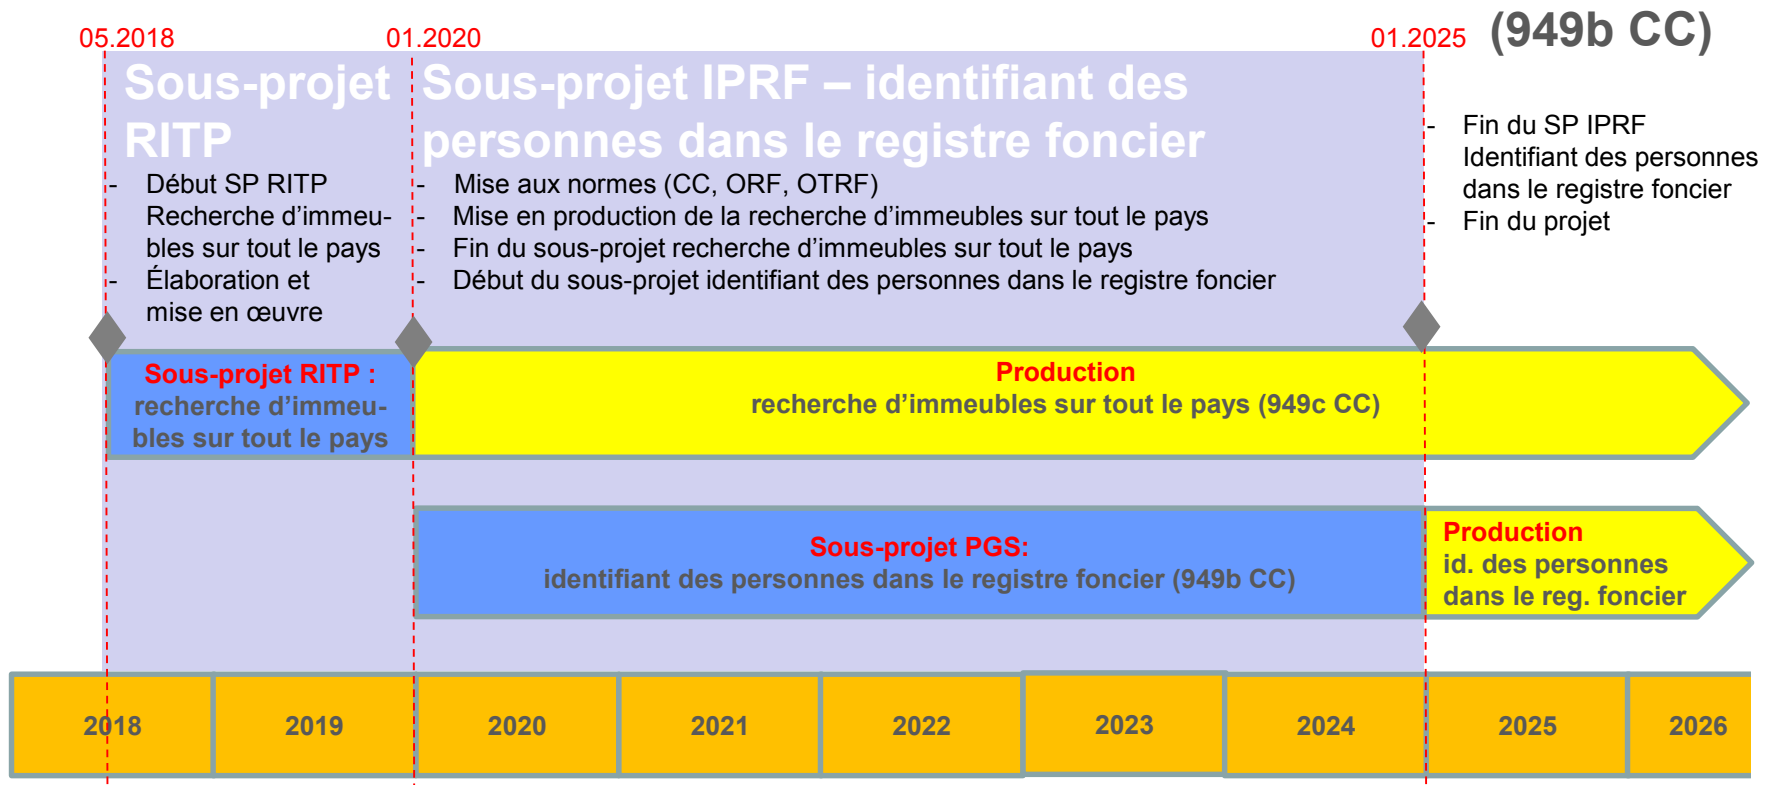 (949b CC)
05.2018
01.2020
01.2025
Sous-projet
RITP
- Début SP RITP
Recherche d’immeu-
bles sur tout le pays
- Élaboration et
mise en œuvre
Sous-projet IPRF – identifiant des
personnes dans le registre foncier
- Mise aux normes (CC, ORF, OTRF)
- Mise en production de la recherche d’immeubles sur tout le pays
- Fin du sous-projet recherche d’immeubles sur tout le pays
- Début du sous-projet identifiant des personnes dans le registre foncier
- Fin du SP IPRF
Identifiant des personnes
dans le registre foncier
- Fin du projet
Sous-projet RITP :
recherche d’immeu-
bles sur tout le pays
Production
recherche d’immeubles sur tout le pays (949c CC)
Sous-projet PGS:
identifiant des personnes dans le registre foncier (949b CC)
Production
id. des personnes
dans le reg. foncier
2018
2019
2020
2021
2022
2023
2024
2025
2026